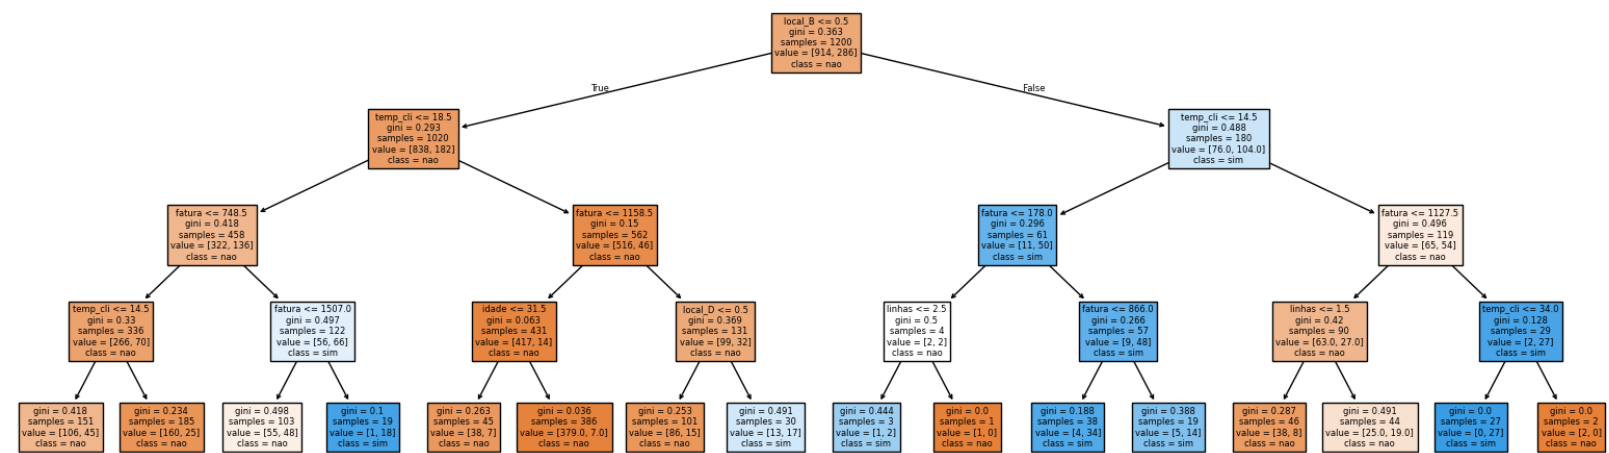 local_B <= 0.5
gini = 0.363
samples = 1200
value = [914, 286]
class = nao
True
False
temp_cli <= 18.5
gini = 0.293
samples = 1020
value = [838, 182]
class = nao
temp_cli <= 14.5
gini = 0.488
samples = 180
value = [76.0, 104.0]
class = sim
fatura <= 748.5
gini = 0.418
samples = 458
value = [322, 136]
class = nao
fatura <= 1158.5
gini = 0.15
samples = 562
value = [516, 46]
class = nao
fatura <= 178.0
gini = 0.296
samples = 61
value = [11, 50]
class = sim
fatura <= 1127.5
gini = 0.496
samples = 119
value = [65, 54]
class = nao
temp_cli <= 14.5
gini = 0.33
samples = 336
value = [266, 70]
class = nao
fatura <= 1507.0
gini = 0.497
samples = 122
value = [56, 66]
class = sim
idade <= 31.5
gini = 0.063
samples = 431
value = [417, 14]
class = nao
local_D <= 0.5
gini = 0.369
samples = 131
value = [99, 32]
class = nao
linhas <= 2.5
gini = 0.5
samples = 4
value = [2, 2]
class = nao
fatura <= 866.0
gini = 0.266
samples = 57
value = [9, 48]
class = sim
linhas <= 1.5
gini = 0.42
samples = 90
value = [63.0, 27.0]
class = nao
temp_cli <= 34.0
gini = 0.128
samples = 29
value = [2, 27]
class = sim
gini = 0.418
samples = 151
value = [106, 45]
class = nao
gini = 0.234
samples = 185
value = [160, 25]
class = nao
gini = 0.498
samples = 103
value = [55, 48]
class = nao
gini = 0.1
samples = 19
value = [1, 18]
class = sim
gini = 0.263
samples = 45
value = [38, 7]
class = nao
gini = 0.036
samples = 386
value = [379.0, 7.0]
class = nao
gini = 0.253
samples = 101
value = [86, 15]
class = nao
gini = 0.491
samples = 30
value = [13, 17]
class = sim
gini = 0.444
samples = 3
value = [1, 2]
class = sim
gini = 0.0
samples = 1
value = [1, 0]
class = nao
gini = 0.188
samples = 38
value = [4, 34]
class = sim
gini = 0.388
samples = 19
value = [5, 14]
class = sim
gini = 0.287
samples = 46
value = [38, 8]
class = nao
gini = 0.491
samples = 44
value = [25.0, 19.0]
class = nao
gini = 0.0
samples = 27
value = [0, 27]
class = sim
gini = 0.0
samples = 2
value = [2, 0]
class = nao